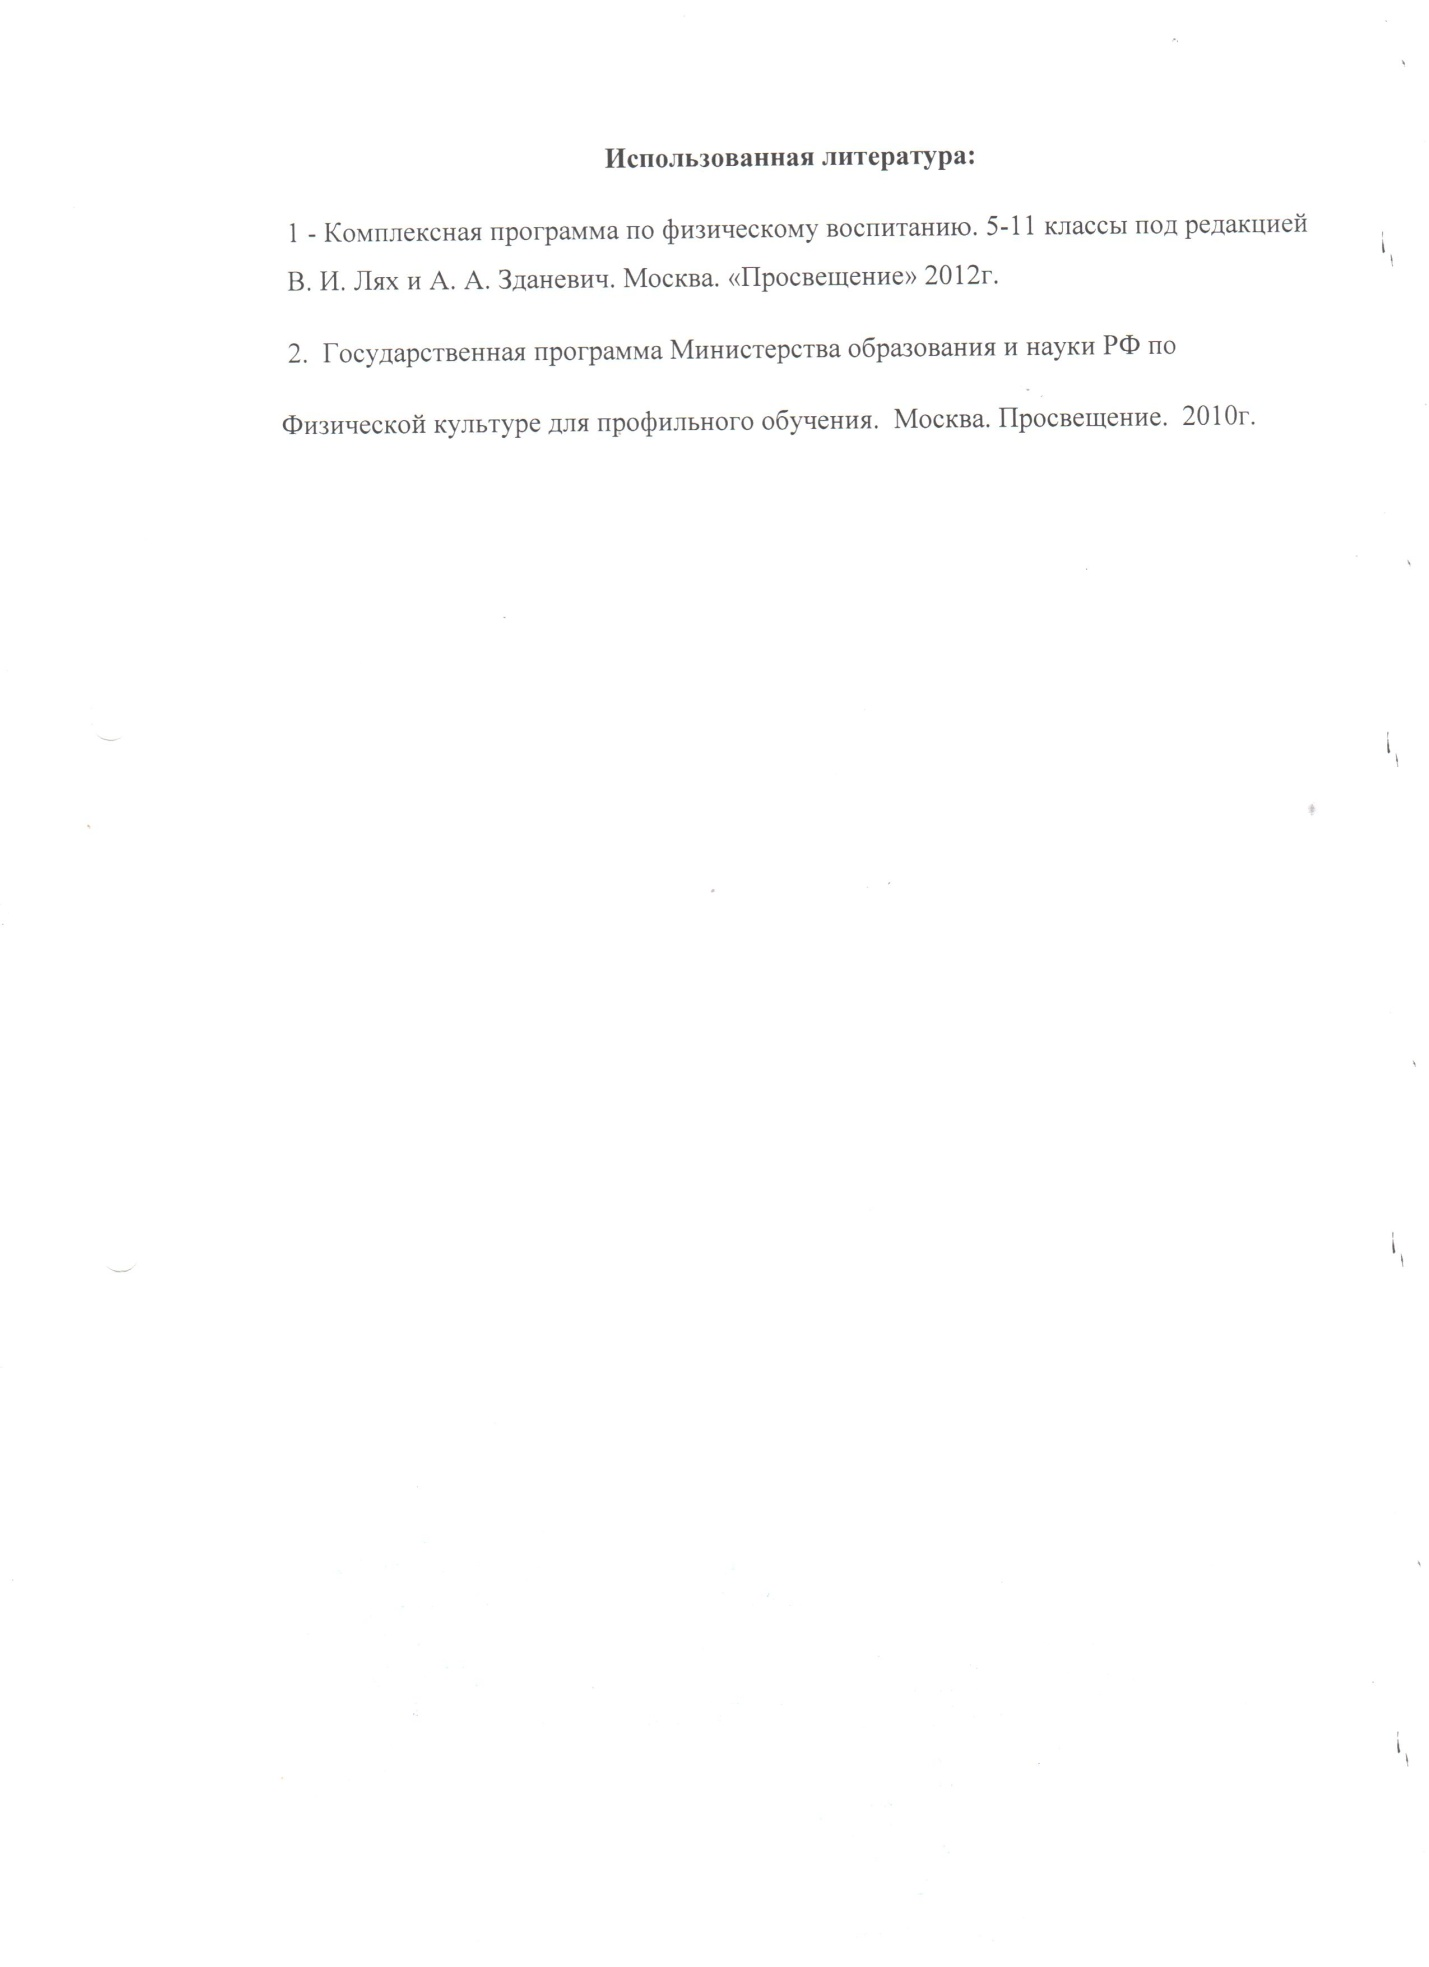 Использованная литература:
1 - Комплексная программа по физическому воспитанию. 5-11 классы под редакцией
В. И. Лях и А. А. Зданевич. Москва. «Просвещение» 2012г.
2. Государственная программа Министерства образования и науки РФ по
Физической культуре для профильного обучения. Москва. Просвещение. 2010г.